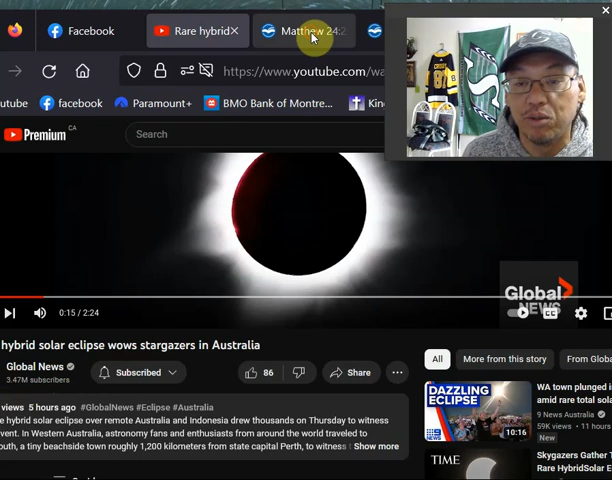 Facebook
Rare hybrid
Matthew 24:2
https://www.youtube.com/wa
utube
facebook
Paramount+
BMO Bank of Montre...
Kin
Premium
CA
Search
Global
NEWS
0:15 / 2:24
hybrid solar eclipse wows stargazers in Australia
Global News
3.47M subscribers
Subscribed
86
Share
All
More from this story
From Globa
views 5 hours ago #GlobalNews #Eclipse #Australia
e hybrid solar eclipse over remote Australia and Indonesia drew thousands on Thursday to witness
vent. In Western Australia, astronomy fans and enthusiasts from around the world traveled to
outh, a tiny beachside town roughly 1,200 kilometers from state capital Perth, to witness
Show more
DAZZLING
ECLIPSE
9
NEWS
10:16
WA town plunged i
amid rare total sola
9 News Australia
59K views • 11 hours
New
TIME
Skygazers Gather T
Rare HybridSolar E